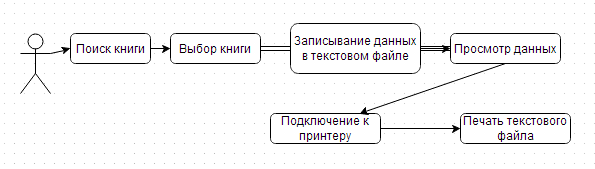 Поиск книги
Выбор книги
Записывание данных
в текстовом файле
Просмотр данных
Подключение к
принтеру
Печать текстового
файла